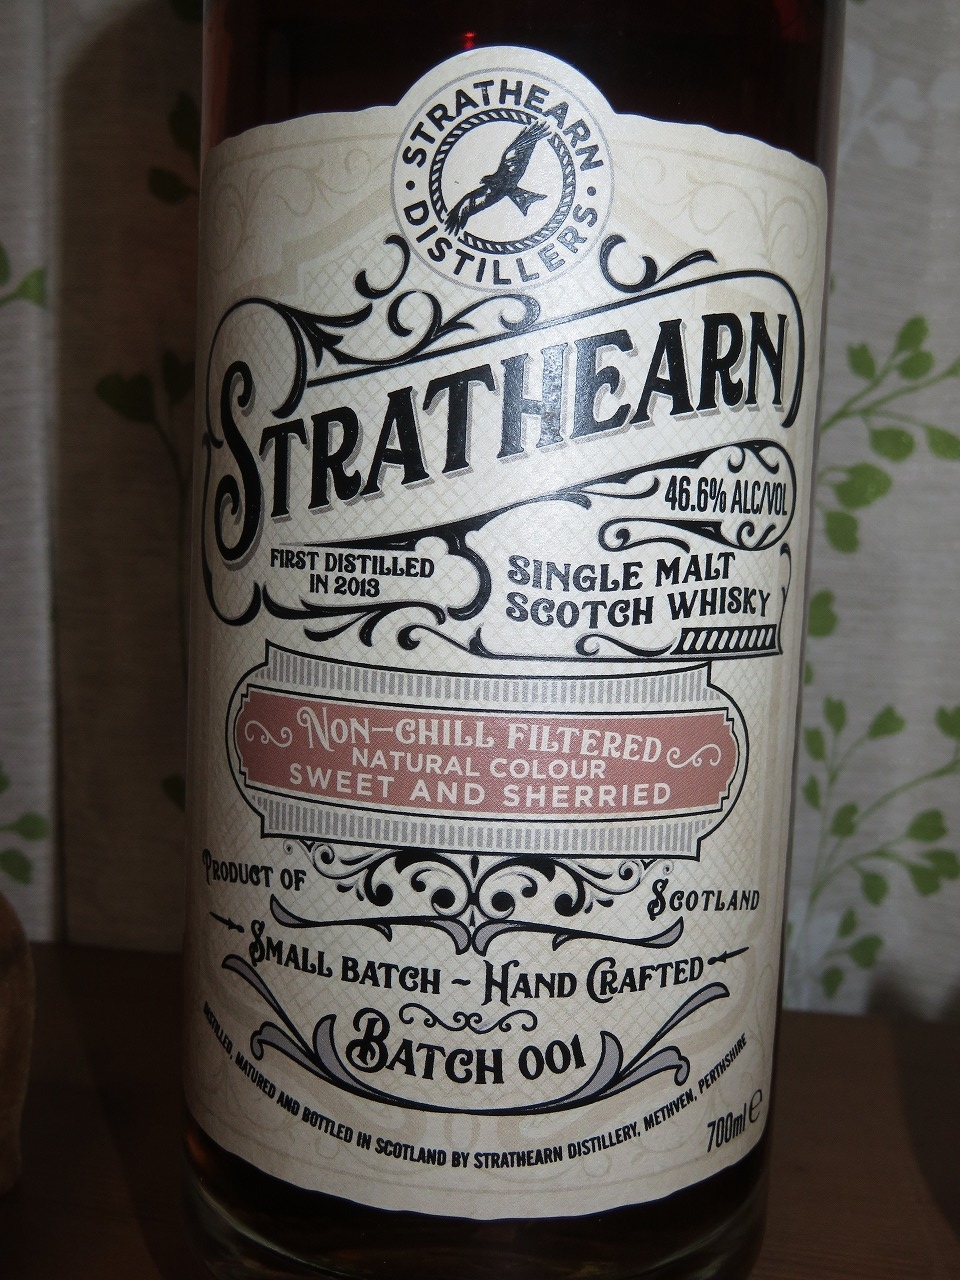 STRATHEARN
DISTILLERS
STRATHEARN
46.6% ALC/VOL
FIRST DISTILLED
IN 2013
SINGLE MALT
SCOTCH WHISKY
NON-CHILL FILTERED
NATURAL COLOUR
SWEET AND SHERRIED
PRODUCT OF SCOTLAND
SMALL BATCH ~ HAND CRAFTED
BATCH 001
DISTILLED, MATURED AND BOTTLED IN SCOTLAND BY STRATHEARN DISTILLERY, METHVEN, PERTHSHIRE
700ml ℮